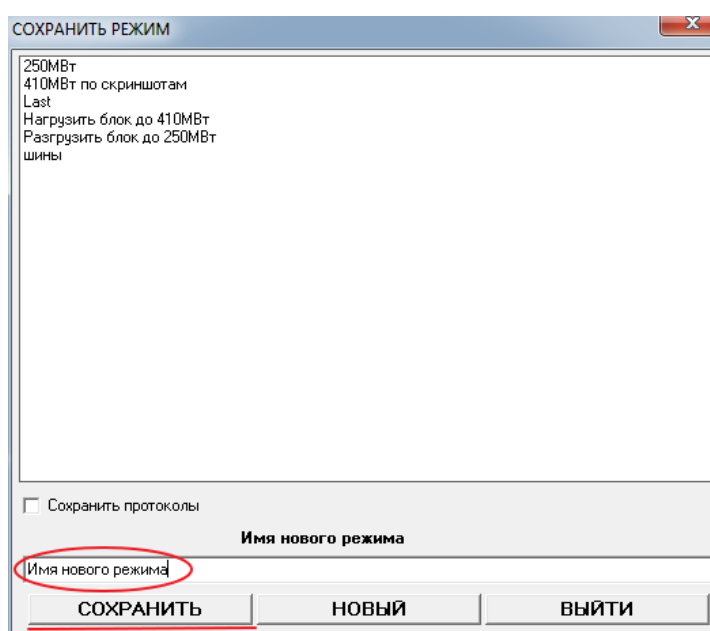 СОХРАНИТЬ РЕЖИМ
250МВт
410МВт по скриншотам
Last
Нагрузить блок до 410МВт
Разгрузить блок до 250МВт
шины
Сохранить протоколы
Имя нового режима
Имя нового режима
СОХРАНИТЬ НОВЫЙ ВЫЙТИ